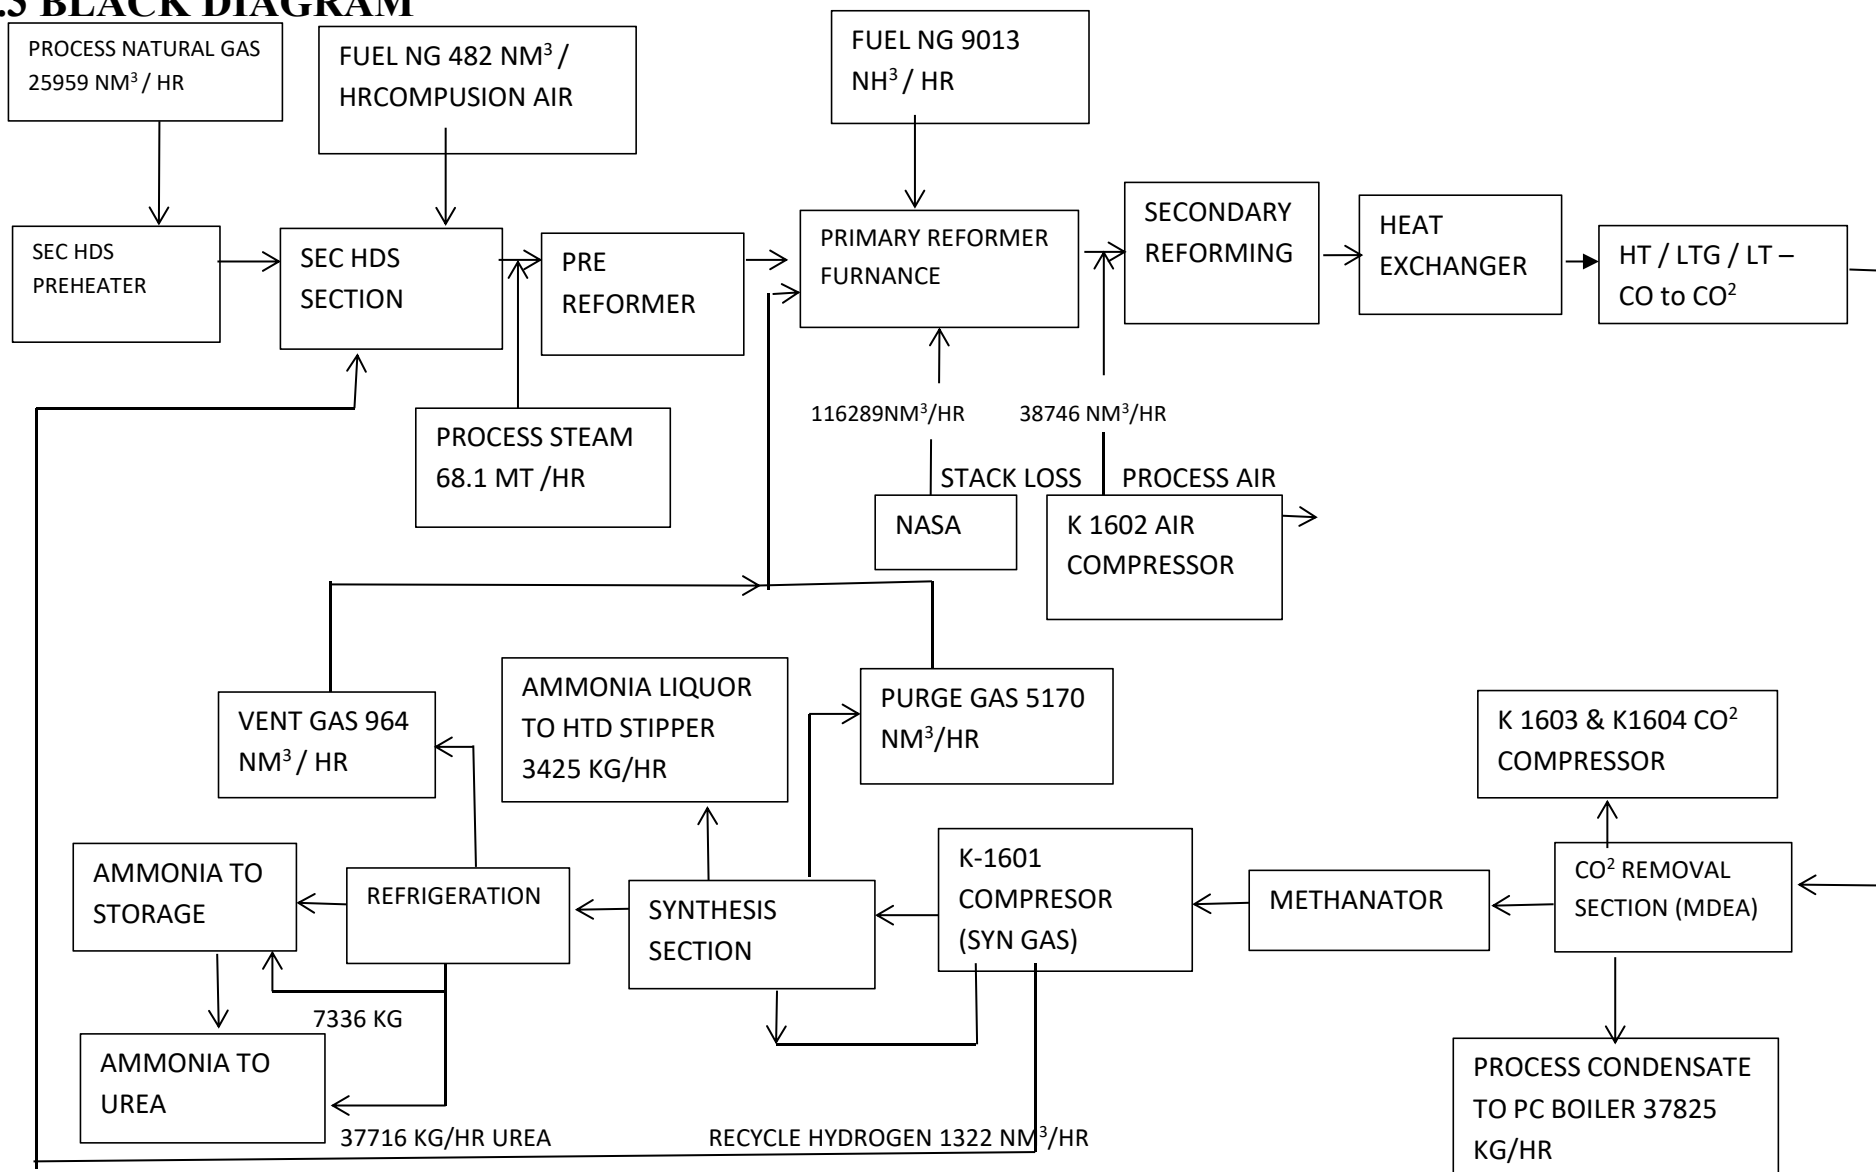 .5 BLACK DIAGRAM
PROCESS NATURAL GAS
25959 NM³ / HR
FUEL NG 482 NM³ /
HRCOMPUSION AIR
FUEL NG 9013
NH³ / HR
SEC HDS
PREHEATER
SEC HDS
SECTION
PRE
REFORMER
PRIMARY REFORMER
FURNANCE
SECONDARY
REFORMING
HEAT
EXCHANGER
HT / LTG / LT –
CO to CO²
PROCESS STEAM
68.1 MT /HR
116289NM³/HR
38746 NM³/HR
STACK LOSS
PROCESS AIR
NASA
K 1602 AIR
COMPRESSOR
VENT GAS 964
NM³ / HR
AMMONIA LIQUOR
TO HTD STIPPER
3425 KG/HR
PURGE GAS 5170
NM³/HR
K 1603 & K1604 CO²
COMPRESSOR
AMMONIA TO
STORAGE
REFRIGERATION
SYNTHESIS
SECTION
K-1601
COMPRESOR
(SYN GAS)
METHANATOR
CO² REMOVAL
SECTION (MDEA)
7336 KG
AMMONIA TO
UREA
37716 KG/HR UREA
RECYCLE HYDROGEN 1322 NM³/HR
PROCESS CONDENSATE
TO PC BOILER 37825
KG/HR